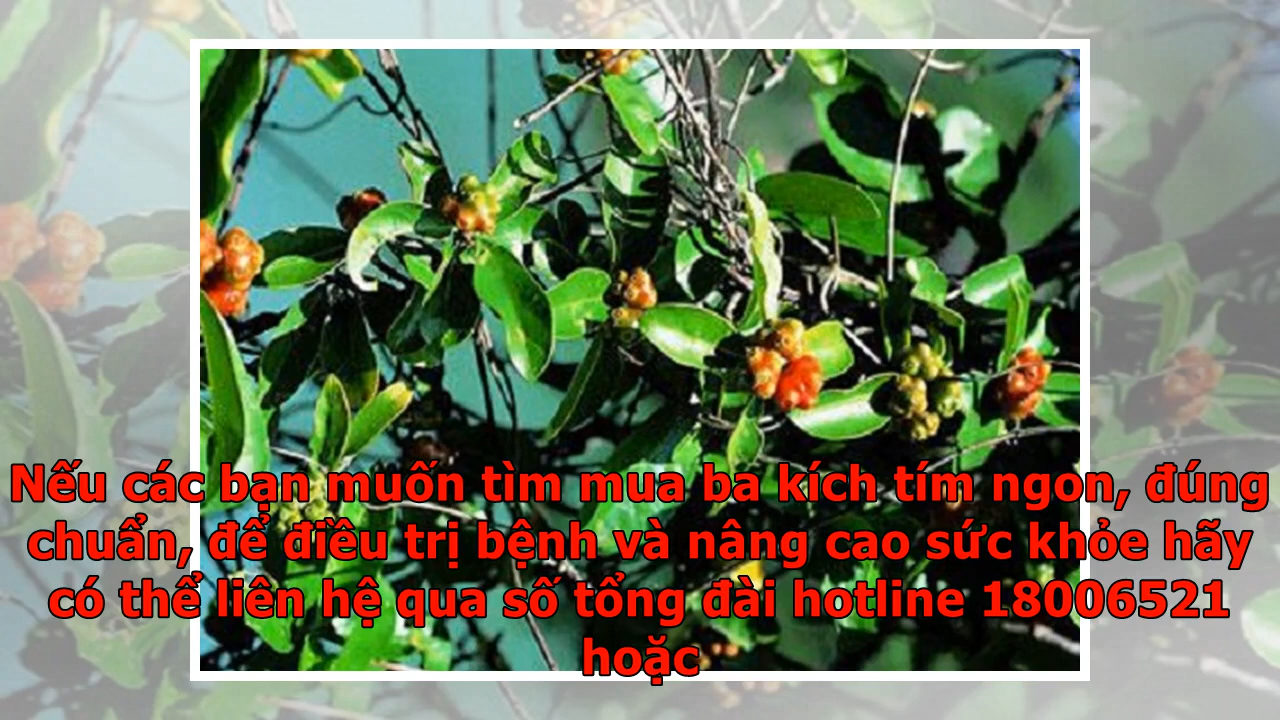 Nếu các bạn muốn tìm mua ba kích tím ngon, đúng
chuẩn, để điều trị bệnh và nâng cao sức khỏe hãy
có thể liên hệ qua số tổng đài hotline 18006521
hoặc